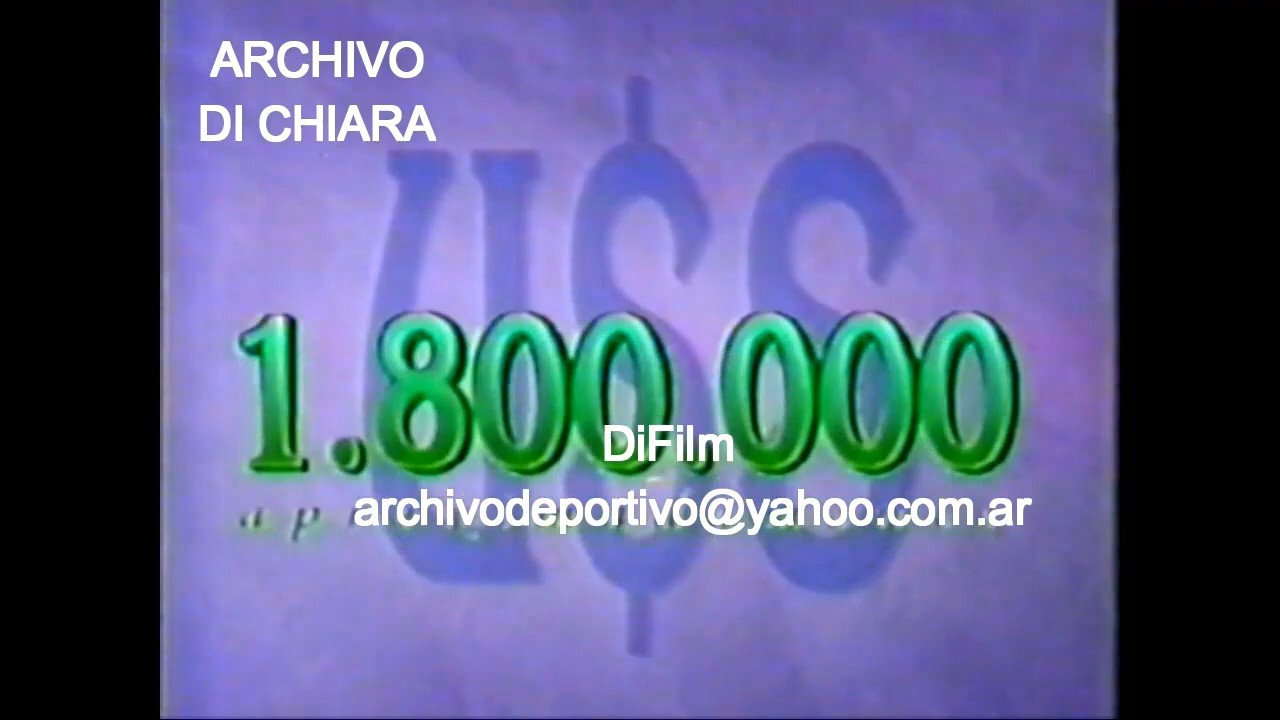 ARCHIVO
DI CHIARA
U$S
1.800.000
DiFilm
archivodeportivo@yahoo.com.ar